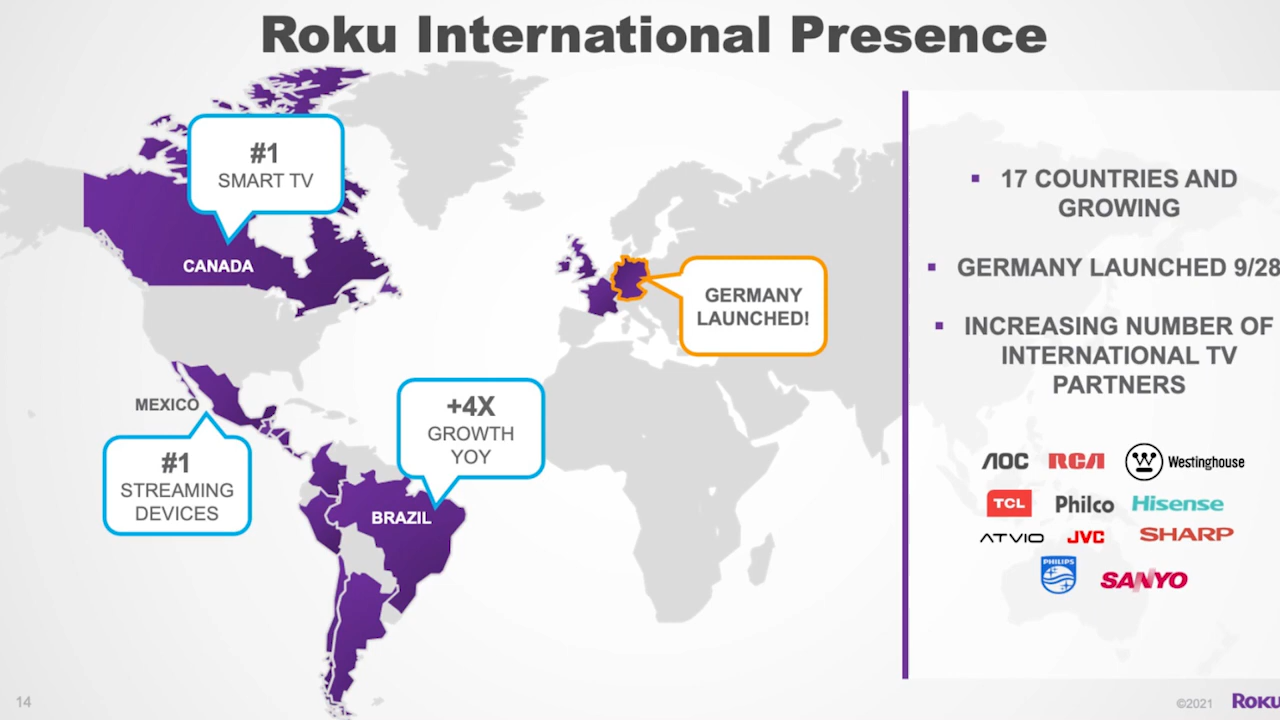 Roku International Presence
#1
SMART TV
CANADA
GERMANY
LAUNCHED!
MEXICO
#1
STREAMING
DEVICES
+4X
GROWTH
YOY
BRAZIL
▪ 17 COUNTRIES AND
GROWING
▪ GERMANY LAUNCHED 9/28
▪ INCREASING NUMBER OF
INTERNATIONAL TV
PARTNERS
AOC RCA W Westinghouse
TCL Philco Hisense
ATVIO JVC SHARP
PHILIPS SANYO
14
©2021 Roku